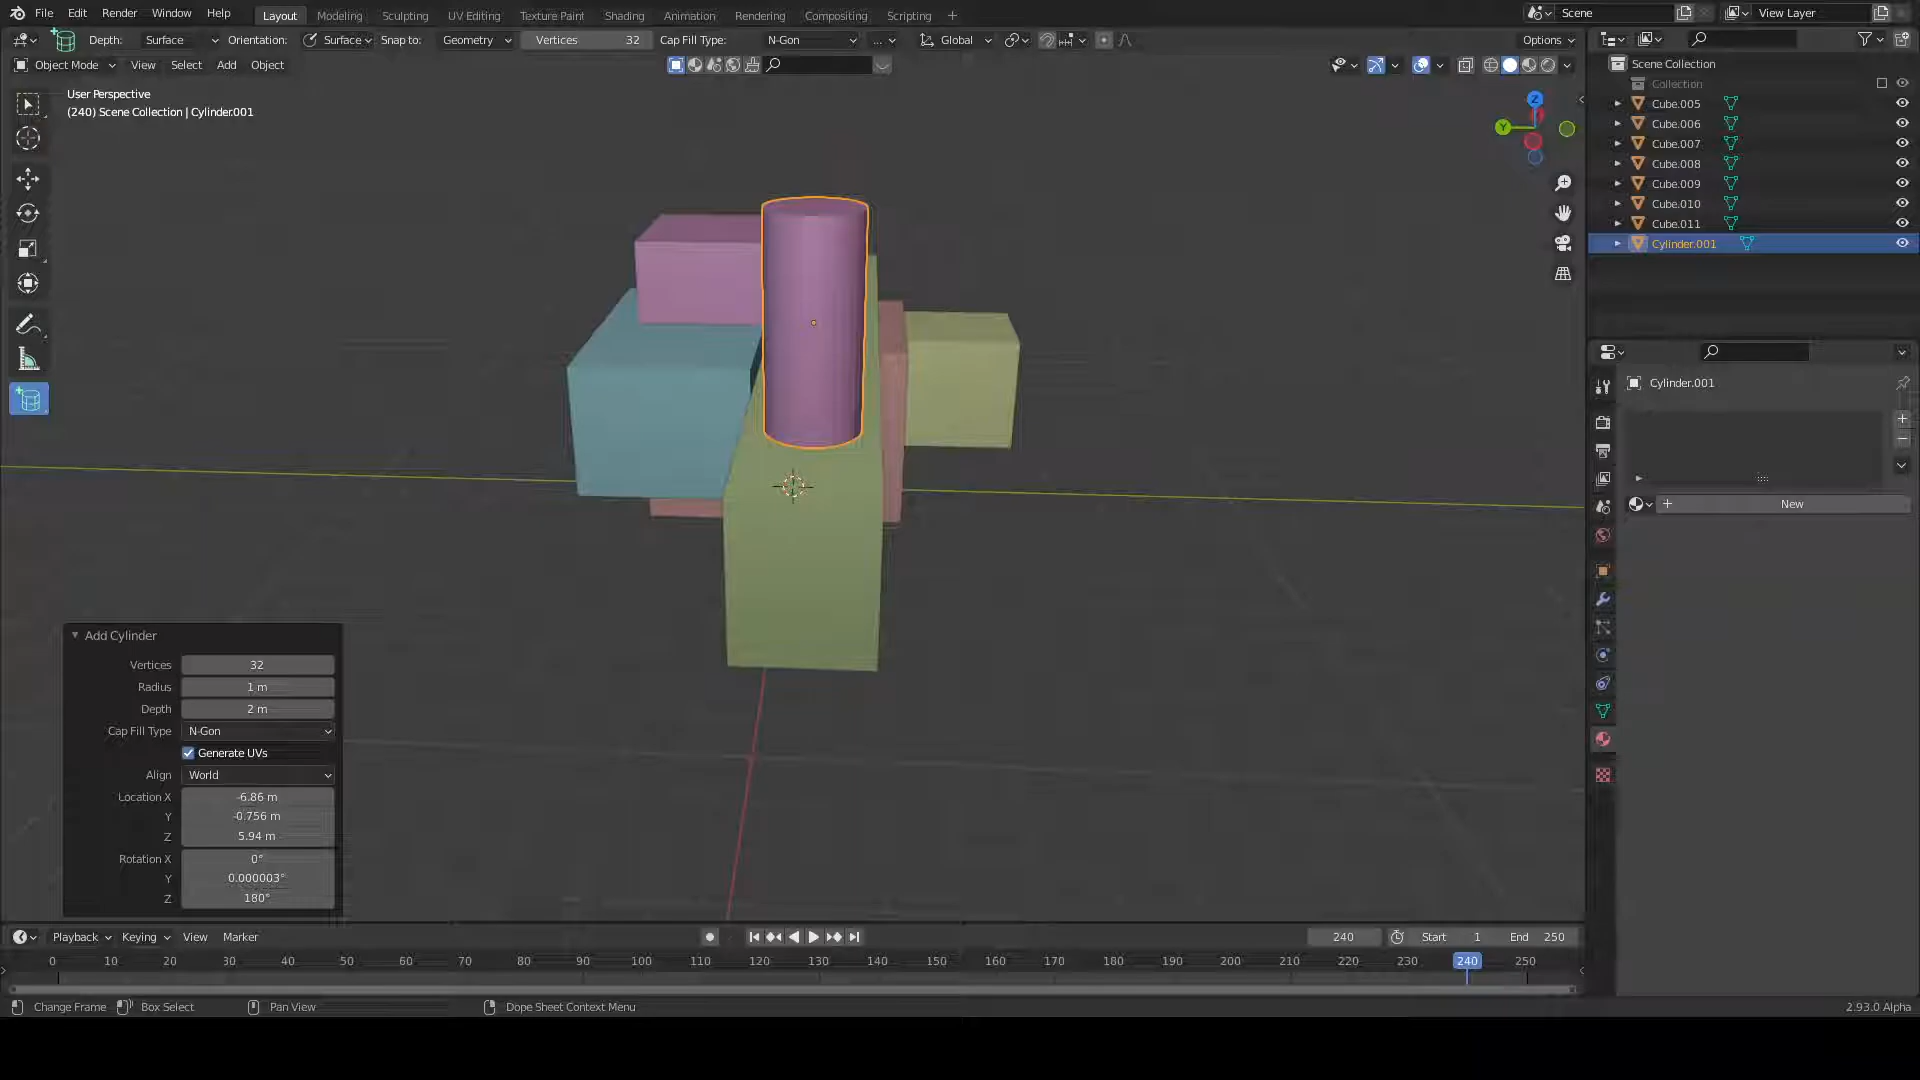 File Edit Render Window Help Layout Modeling Sculpting UV Editing Texture Paint Shading Animation Rendering Compositing Scripting + Scene View Layer
Depth: Surface Orientation: Surface Snap to: Geometry Vertices 32 Cap Fill Type: N-Gon ... Global Options
Object Mode View Select Add Object
User Perspective
(240) Scene Collection | Cylinder.001
Z
Y
Scene Collection
Collection
Cube.005
Cube.006
Cube.007
Cube.008
Cube.009
Cube.010
Cube.011
Cylinder.001
Cylinder.001
New
Add Cylinder
Vertices 32
Radius 1 m
Depth 2 m
Cap Fill Type N-Gon
Generate UVs
Align World
Location X -6.86 m
Y -0.756 m
Z 5.94 m
Rotation X 0°
Y 0.000003°
Z 180°
Playback Keying View Marker 240 Start 1 End 250
0 10 20 30 40 50 60 70 80 90 100 110 120 130 140 150 160 170 180 190 200 210 220 230 240 250
Change Frame Box Select Pan View Dope Sheet Context Menu 2.93.0 Alpha